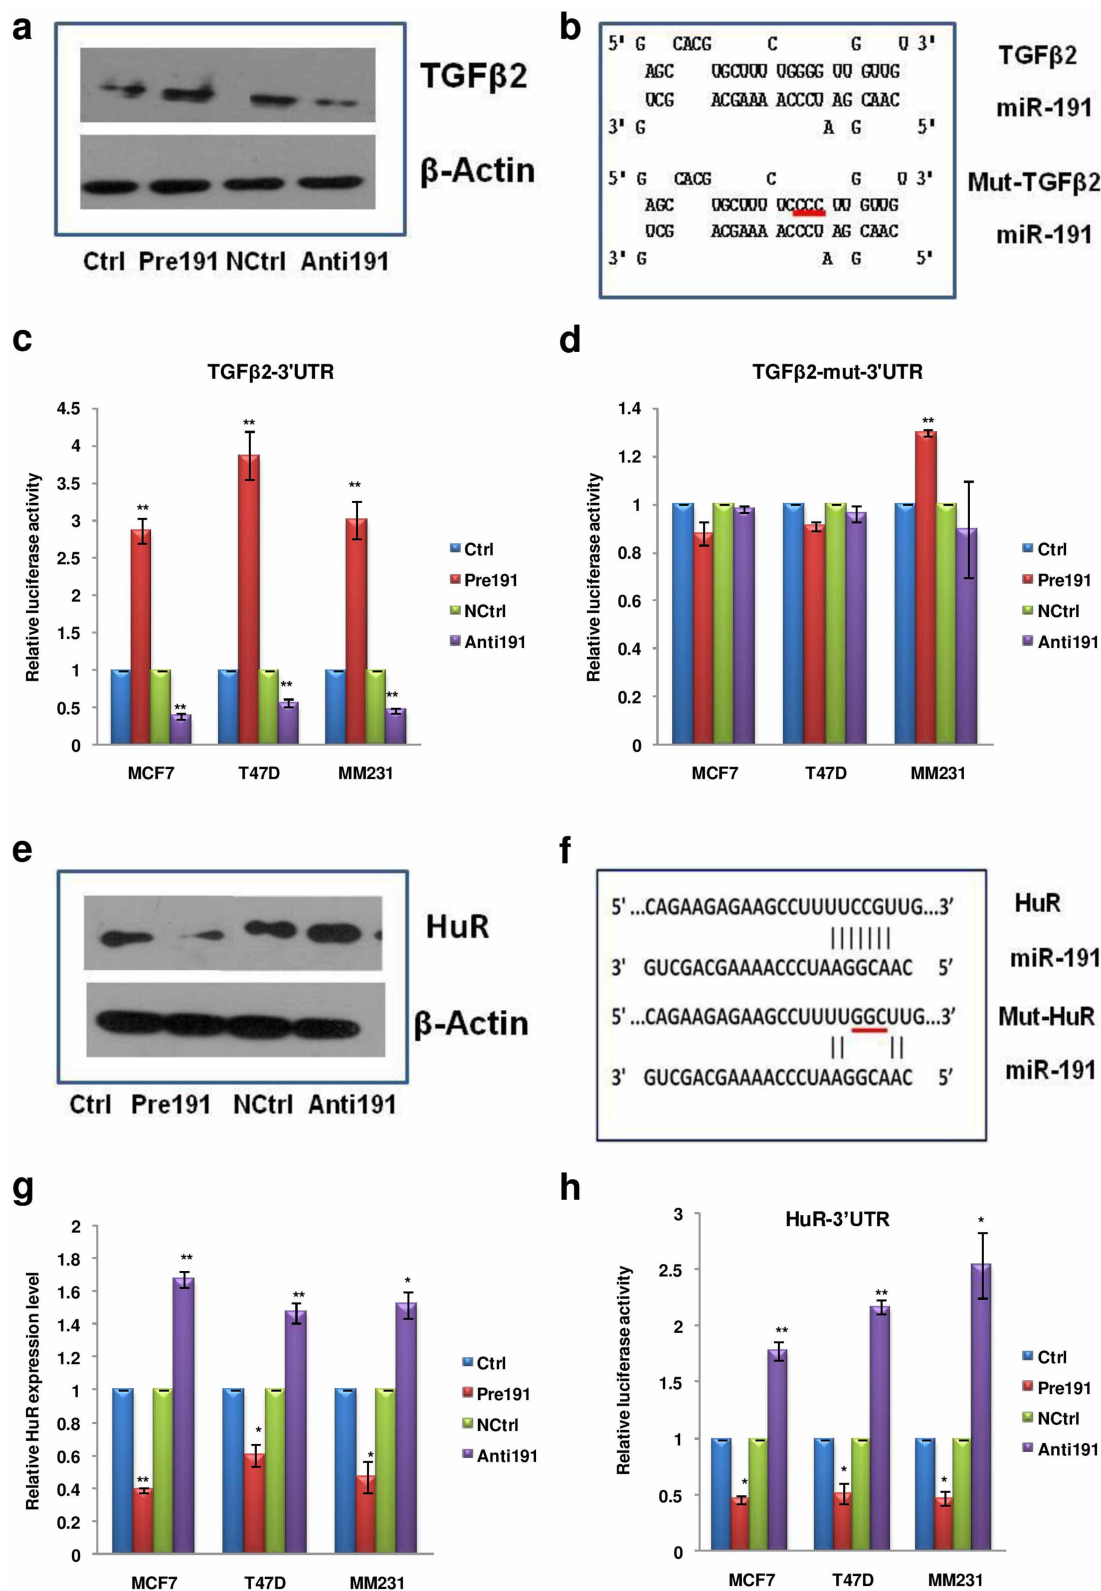 a
TGFβ2
β-Actin
Ctrl Pre191 NCtrl Anti191
b
5' G CACG C G U 3'
AGC UGCUUU UGGGG UU GUUG
UCG ACGAAA ACCCU AG CAAC
3' G A G 5'
TGFβ2
miR-191
5' G CACG C G U 3'
AGC UGCUUU UCCCC UU GUUG
UCG ACGAAA ACCCU AG CAAC
3' G A G 5'
Mut-TGFβ2
miR-191
c
TGFβ2-3'UTR
Relative luciferase activity
4.5
4
3.5
3
2.5
2
1.5
1
0.5
0
**
**
**
**
**
**
MCF7 T47D MM231
Ctrl
Pre191
NCtrl
Anti191
d
TGFβ2-mut-3'UTR
Relative luciferase activity
1.4
1.2
1
0.8
0.6
0.4
0.2
0
**
MCF7 T47D MM231
Ctrl
Pre191
NCtrl
Anti191
e
HuR
β-Actin
Ctrl Pre191 NCtrl Anti191
f
5' ...CAGAAGAGAAGCCUUUUUCCGUUG...3’ HuR
3' GUCGACGAAAACCCUAAGGCAAC 5’ miR-191
5' ...CAGAAGAGAAGCCUUUUUGGCUUG...3’ Mut-HuR
3' GUCGACGAAAACCCUAAGGCAAC 5’ miR-191
g
Relative HuR expression level
2
1.8
1.6
1.4
1.2
1
0.8
0.6
0.4
0.2
0
**
**
*
**
*
*
MCF7 T47D MM231
Ctrl
Pre191
NCtrl
Anti191
h
HuR-3’UTR
Relative luciferase activity
3
2.5
2
1.5
1
0.5
0
*
**
*
**
*
*
MCF7 T47D MM231
Ctrl
Pre191
NCtrl
Anti191